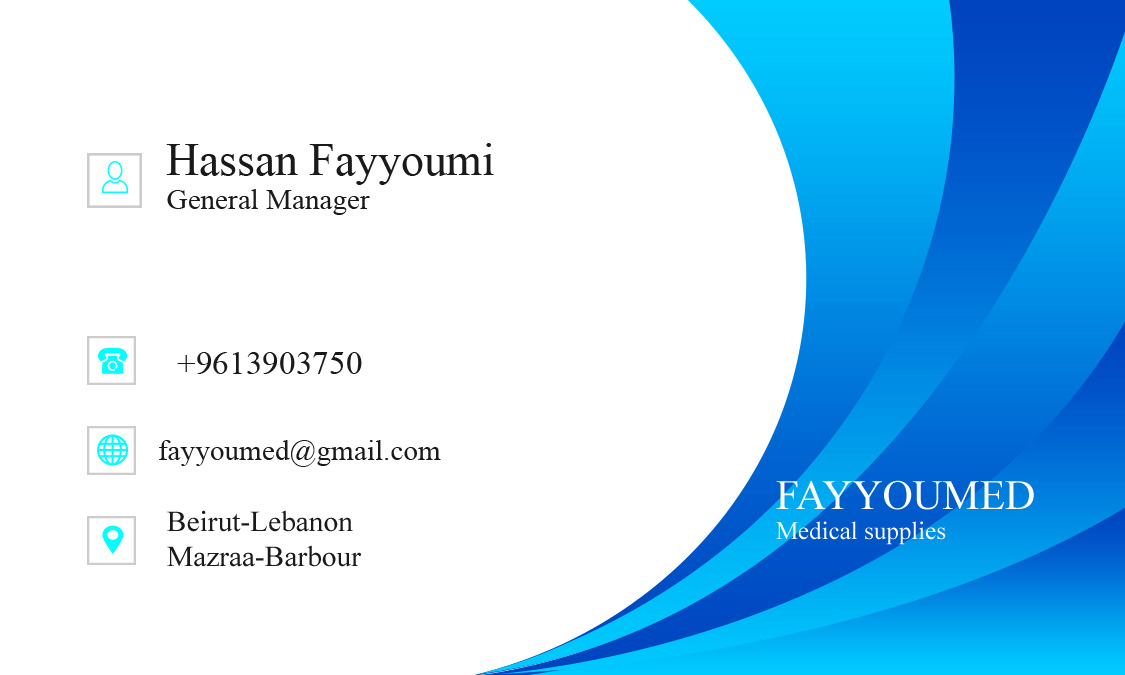 Hassan Fayyoumi
General Manager
+9613903750
fayyoumed@gmail.com
Beirut-Lebanon
Mazraa-Barbour
FAYYOUMED
Medical supplies